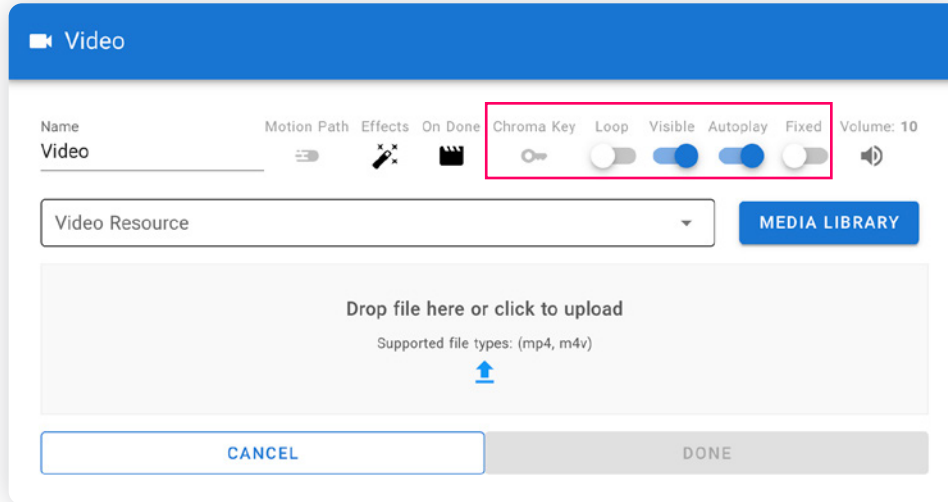 Video
Name
Motion Path Effects On Done Chroma Key Loop Visible Autoplay Fixed Volume: 10
Video
Video Resource
MEDIA LIBRARY
Drop file here or click to upload
Supported file types: (mp4, m4v)
CANCEL
DONE